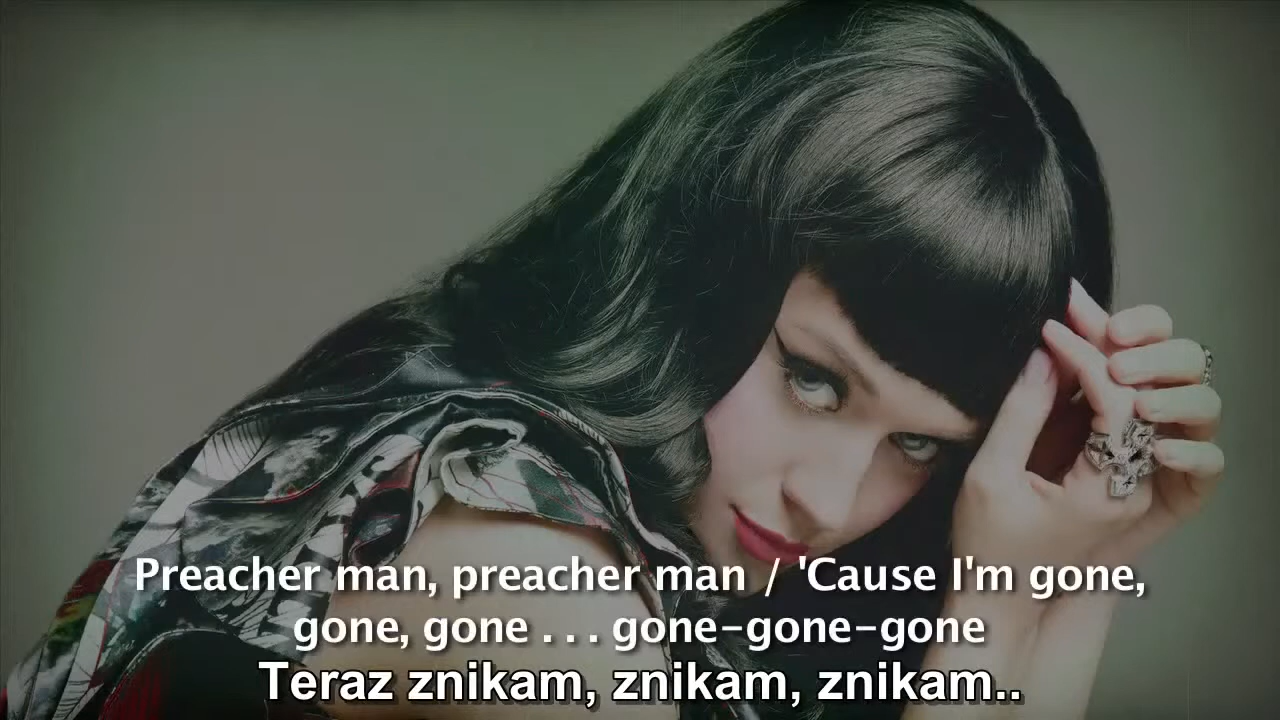 Preacher man, preacher man / 'Cause I'm gone,
gone, gone . . . gone-gone-gone
Teraz znikam, znikam, znikam..